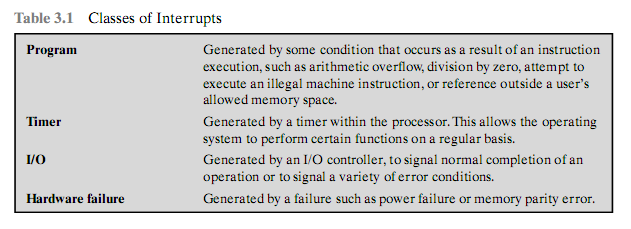 Table 3.1 Classes of Interrupts
Program Generated by some condition that occurs as a result of an instruction
execution, such as arithmetic overflow, division by zero, attempt to
execute an illegal machine instruction, or reference outside a user's
allowed memory space.
Timer Generated by a timer within the processor. This allows the operating
system to perform certain functions on a regular basis.
I/O Generated by an I/O controller, to signal normal completion of an
operation or to signal a variety of error conditions.
Hardware failure Generated by a failure such as power failure or memory parity error.